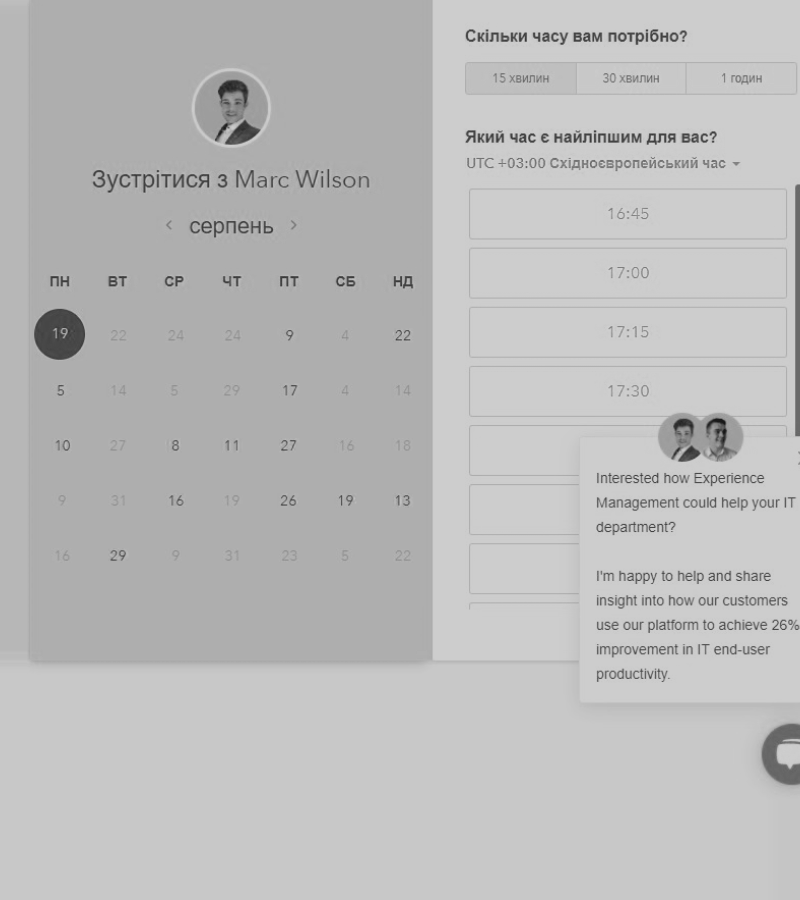 Зустрітися з Marc Wilson
серпень
ПН ВТ СР ЧТ ПТ СБ НД
19 22 24 24 9 4 22
5 14 5 29 17 4 14
10 27 8 11 27 16 18
9 31 16 19 26 19 13
16 29 9 31 23 5 22
Скільки часу вам потрібно?
15 хвилин 30 хвилин 1 годин
Який час є найліпшим для вас?
UTC +03:00 Східноєвропейський час
16:45
17:00
17:15
17:30
Interested how Experience
Management could help your IT
department?
I'm happy to help and share
insight into how our customers
use our platform to achieve 26%
improvement in IT end-user
productivity.